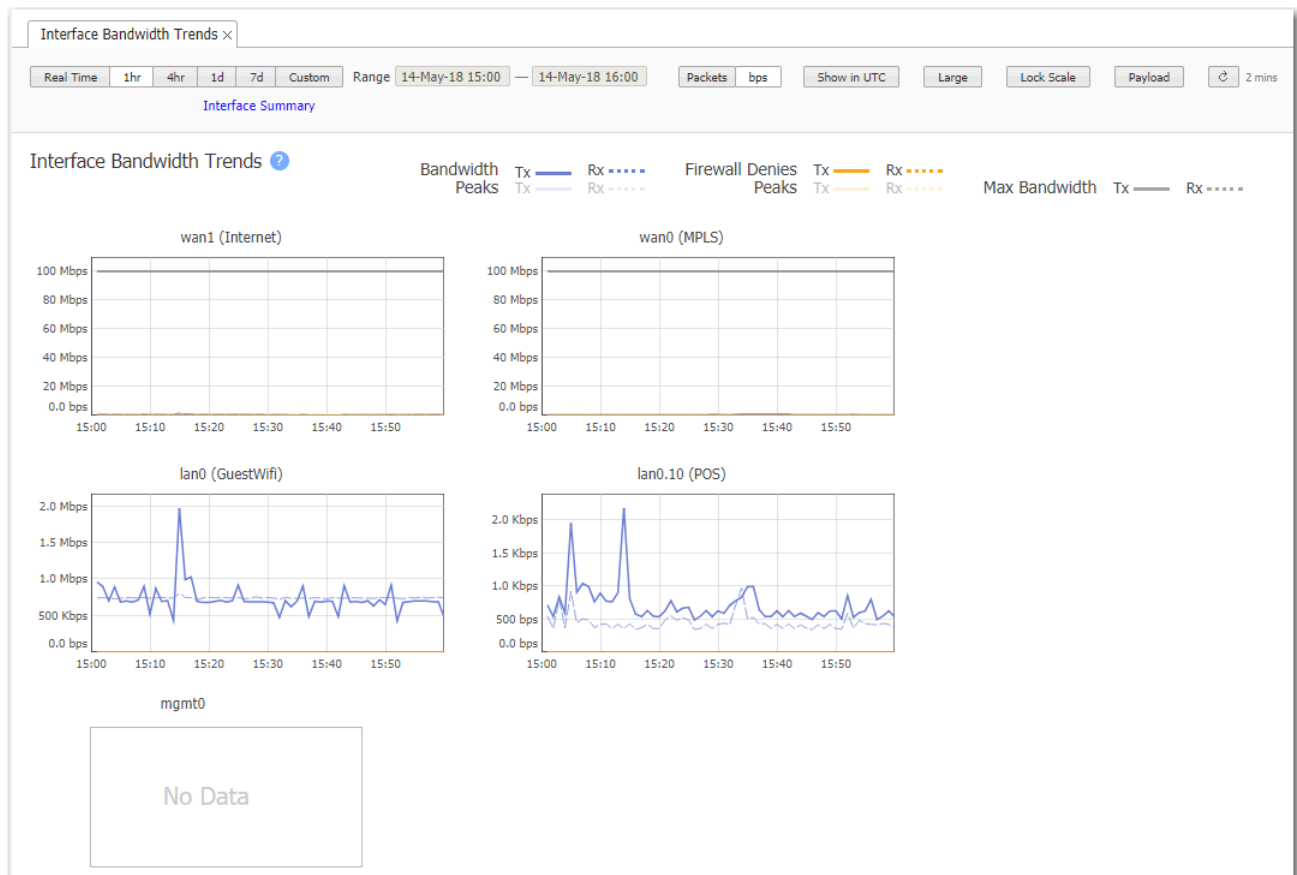 Interface Bandwidth Trends ×
Real Time 1hr 4hr 1d 7d Custom Range 14-May-18 15:00 — 14-May-18 16:00 Packets bps Show in UTC Large Lock Scale Payload 2 mins
Interface Summary
Interface Bandwidth Trends ?
Bandwidth Tx Rx Firewall Denies Tx Rx
Peaks Tx Rx Peaks Tx Rx Max Bandwidth Tx Rx
wan1 (Internet)
100 Mbps
80 Mbps
60 Mbps
40 Mbps
20 Mbps
0.0 bps
15:00 15:10 15:20 15:30 15:40 15:50
wan0 (MPLS)
100 Mbps
80 Mbps
60 Mbps
40 Mbps
20 Mbps
0.0 bps
15:00 15:10 15:20 15:30 15:40 15:50
lan0 (GuestWifi)
2.0 Mbps
1.5 Mbps
1.0 Mbps
500 Kbps
0.0 bps
15:00 15:10 15:20 15:30 15:40 15:50
lan0.10 (POS)
2.0 Kbps
1.5 Kbps
1.0 Kbps
500 bps
0.0 bps
15:00 15:10 15:20 15:30 15:40 15:50
mgmt0
No Data